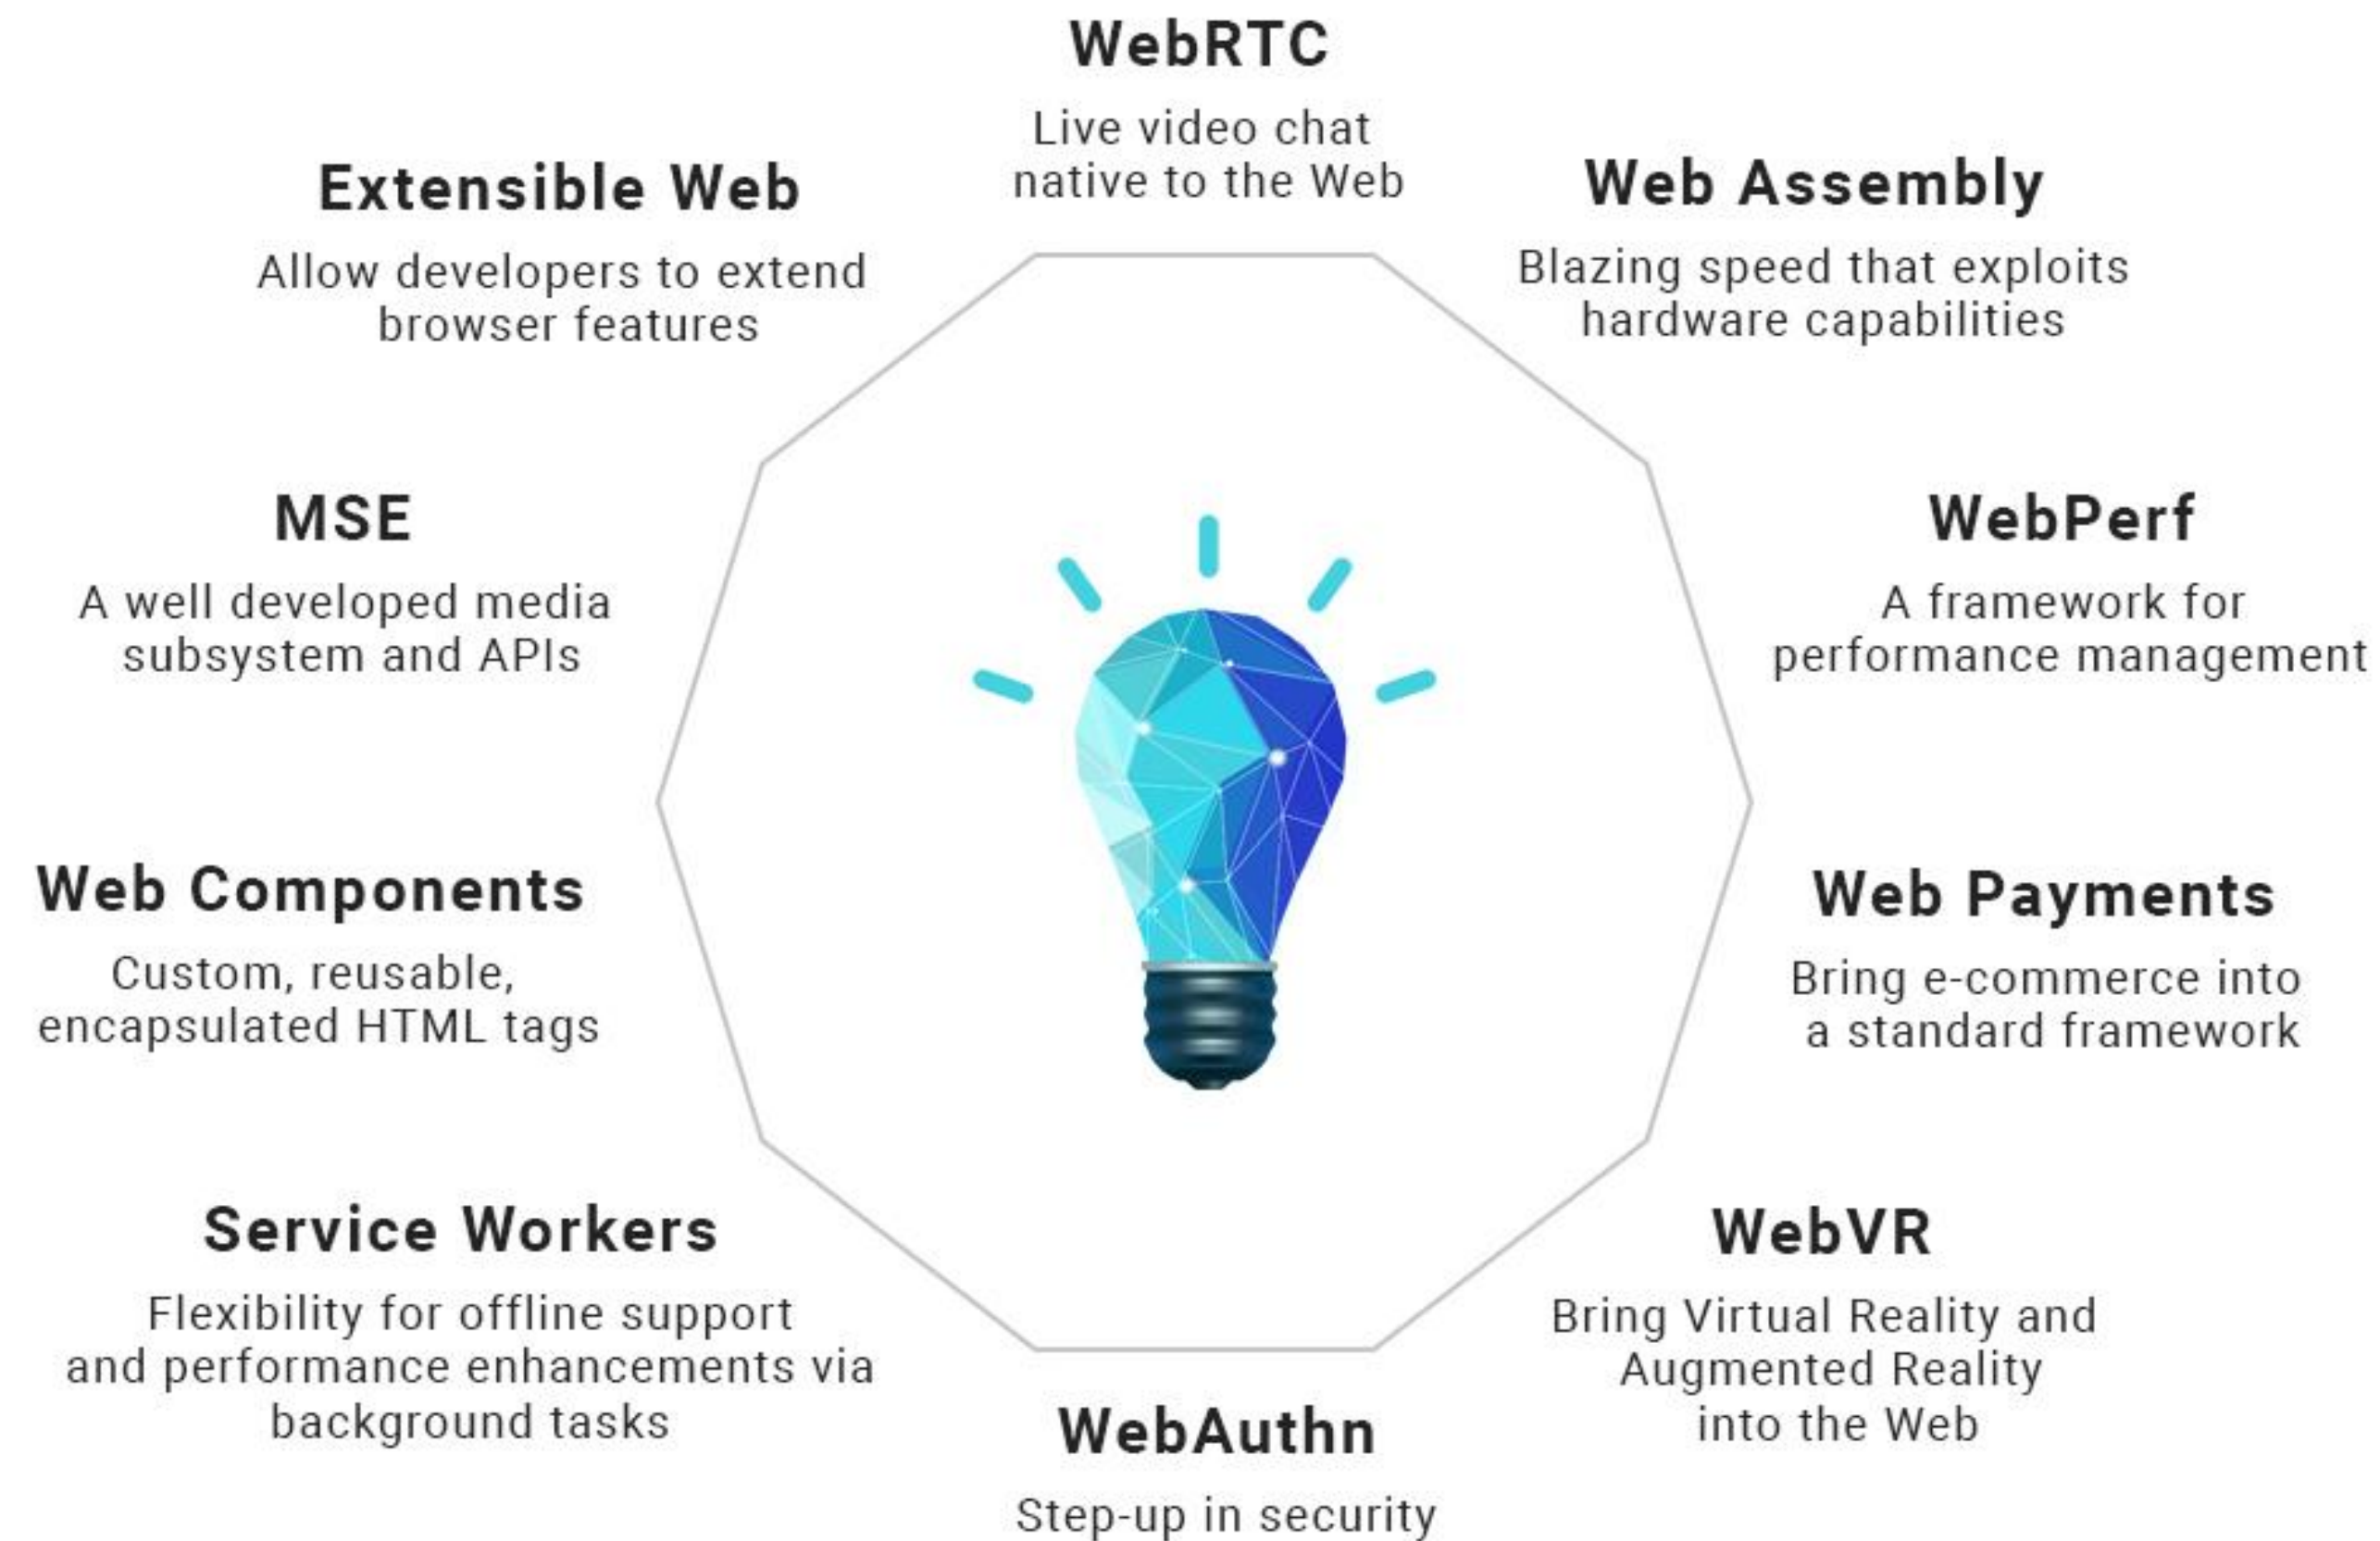 WebRTC
Live video chat
native to the Web
Extensible Web
Allow developers to extend
browser features
Web Assembly
Blazing speed that exploits
hardware capabilities
MSE
A well developed media
subsystem and APIs
WebPerf
A framework for
performance management
Web Components
Custom, reusable,
encapsulated HTML tags
Web Payments
Bring e-commerce into
a standard framework
Service Workers
Flexibility for offline support
and performance enhancements via
background tasks
WebVR
Bring Virtual Reality and
Augmented Reality
into the Web
WebAuthn
Step-up in security